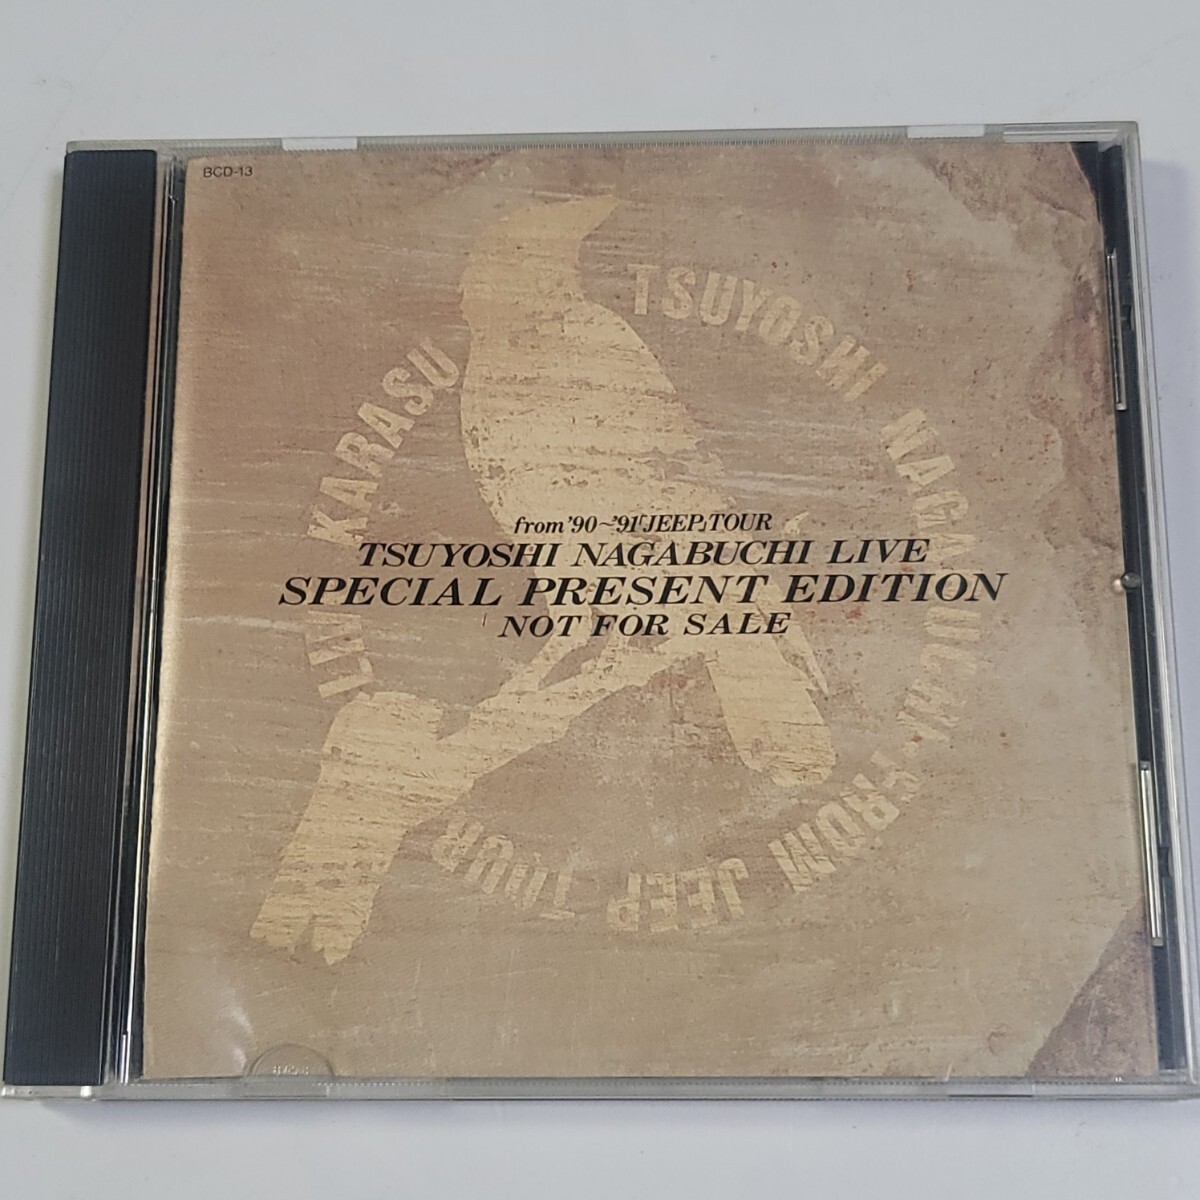 BCD-13
TSUYOSHI NAGABUCHI FROM JEEP TOUR
KARASU
from '90～'91「JEEP」TOUR
TSUYOSHI NAGABUCHI LIVE
SPECIAL PRESENT EDITION
NOT FOR SALE